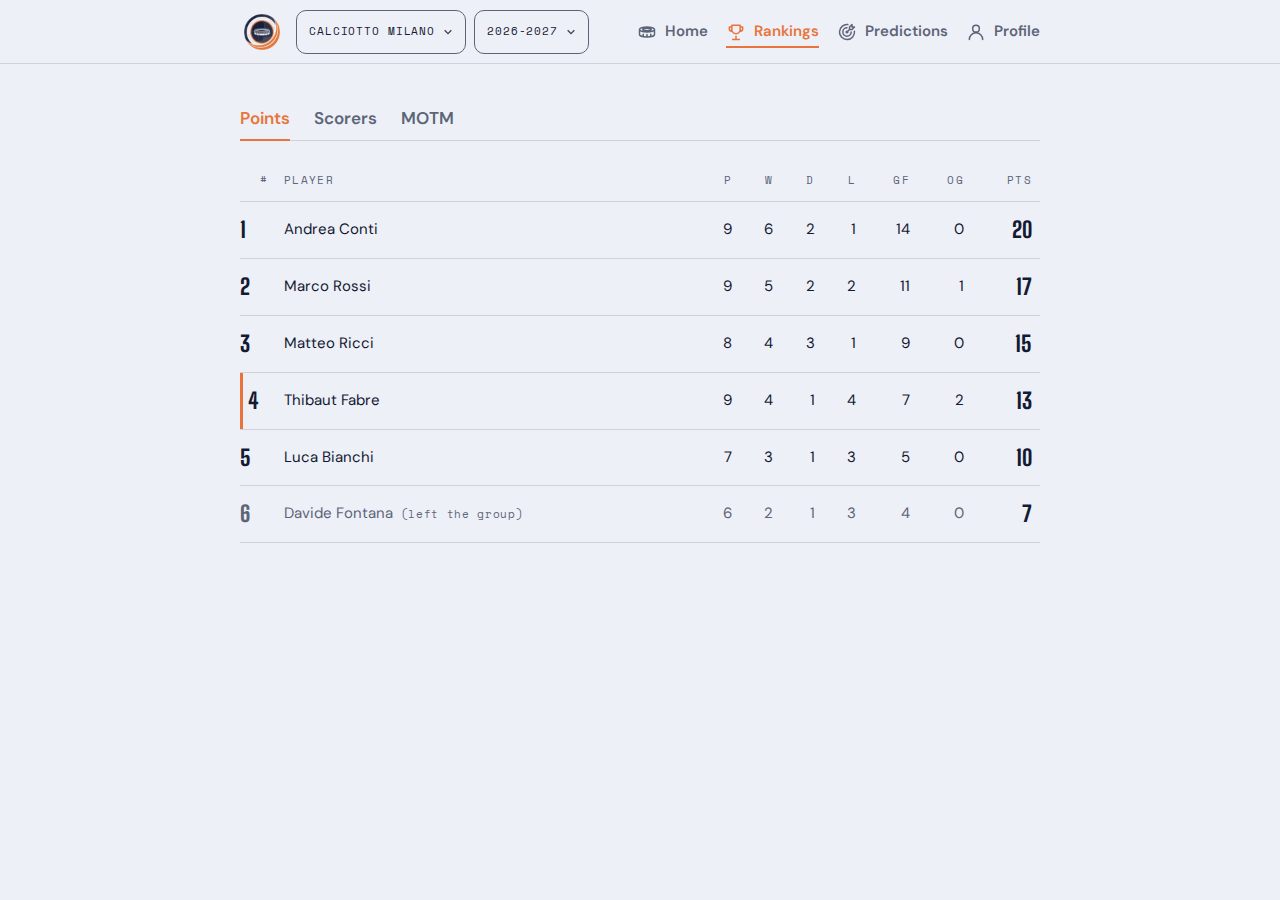 CALCIOTTO MILANO 2026-2027 Home Rankings Predictions Profile
Points Scorers MOTM
# PLAYER P W D L GF OG PTS
1 Andrea Conti 9 6 2 1 14 0 20
2 Marco Rossi 9 5 2 2 11 1 17
3 Matteo Ricci 8 4 3 1 9 0 15
4 Thibaut Fabre 9 4 1 4 7 2 13
5 Luca Bianchi 7 3 1 3 5 0 10
6 Davide Fontana (left the group) 6 2 1 3 4 0 7